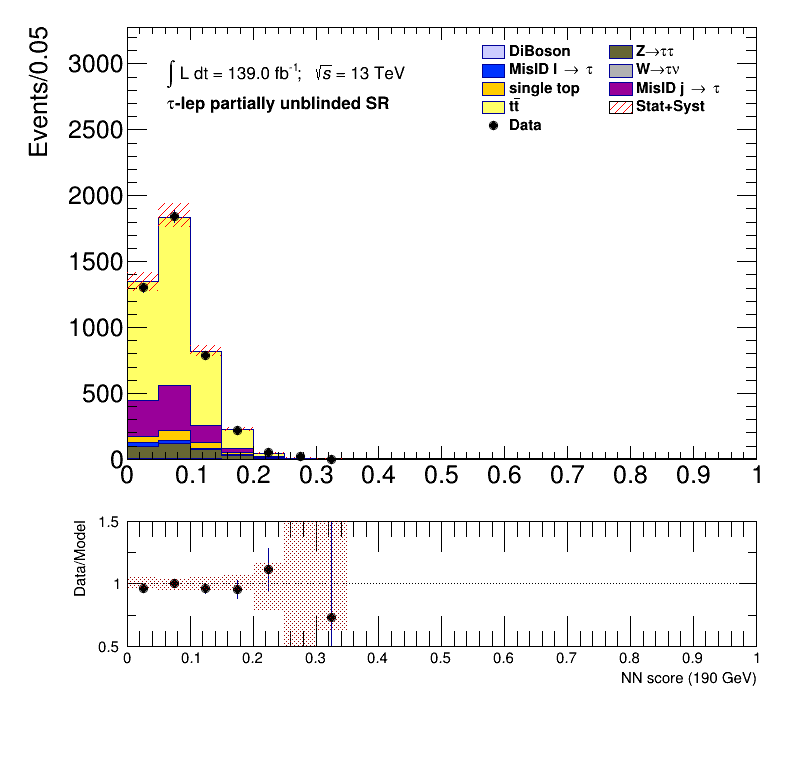 Events/0.05
3000
2500
2000
1500
1000
500
0
∫ L dt = 139.0 fb⁻¹; √s = 13 TeV
τ-lep partially unblinded SR
DiBoson
MisID l → τ
single top
tt̄
Data
Z→ττ
W→τν
MisID j → τ
Stat+Syst
0 0.1 0.2 0.3 0.4 0.5 0.6 0.7 0.8 0.9 1
Data/Model
1.5
1
0.5
0 0.1 0.2 0.3 0.4 0.5 0.6 0.7 0.8 0.9 1
NN score (190 GeV)